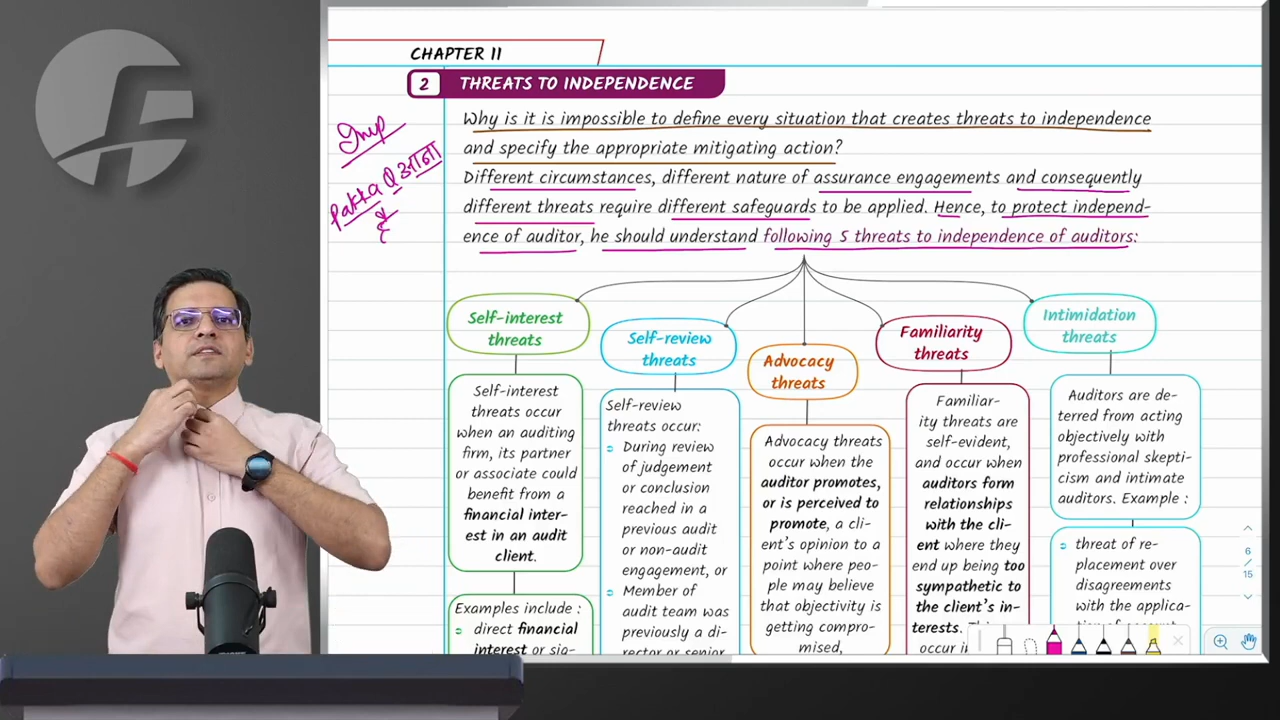 CHAPTER 11
2 THREATS TO INDEPENDENCE
Why is it is impossible to define every situation that creates threats to independence
and specify the appropriate mitigating action?
Different circumstances, different nature of assurance engagements and consequently
different threats require different safeguards to be applied. Hence, to protect independ-
ence of auditor, he should understand following 5 threats to independence of auditors:
Imp
Pakka Q आना
है
Self-interest
threats
Self-interest
threats occur
when an auditing
firm, its partner
or associate could
benefit from a
financial inter-
est in an audit
client.
Examples include :
direct financial
interest or sig-
Self-review
threats
Self-review
threats occur:
During review
of judgement
or conclusion
reached in a
previous audit
or non-audit
engagement, or
Member of
audit team was
previously a di-
rector or senior
Advocacy
threats
Advocacy threats
occur when the
auditor promotes,
or is perceived to
promote, a cli-
ent's opinion to a
point where peo-
ple may believe
that objectivity is
getting compro-
mised,
Familiarity
threats
Familiar-
ity threats are
self-evident,
and occur when
auditors form
relationships
with the cli-
ent where they
end up being too
sympathetic to
the client's in-
terests.
occur
Intimidation
threats
Auditors are de-
terred from acting
objectively with
professional skepti-
cism and intimate
auditors. Example :
threat of re-
placement over
disagreements
with the applica-
6
/
15